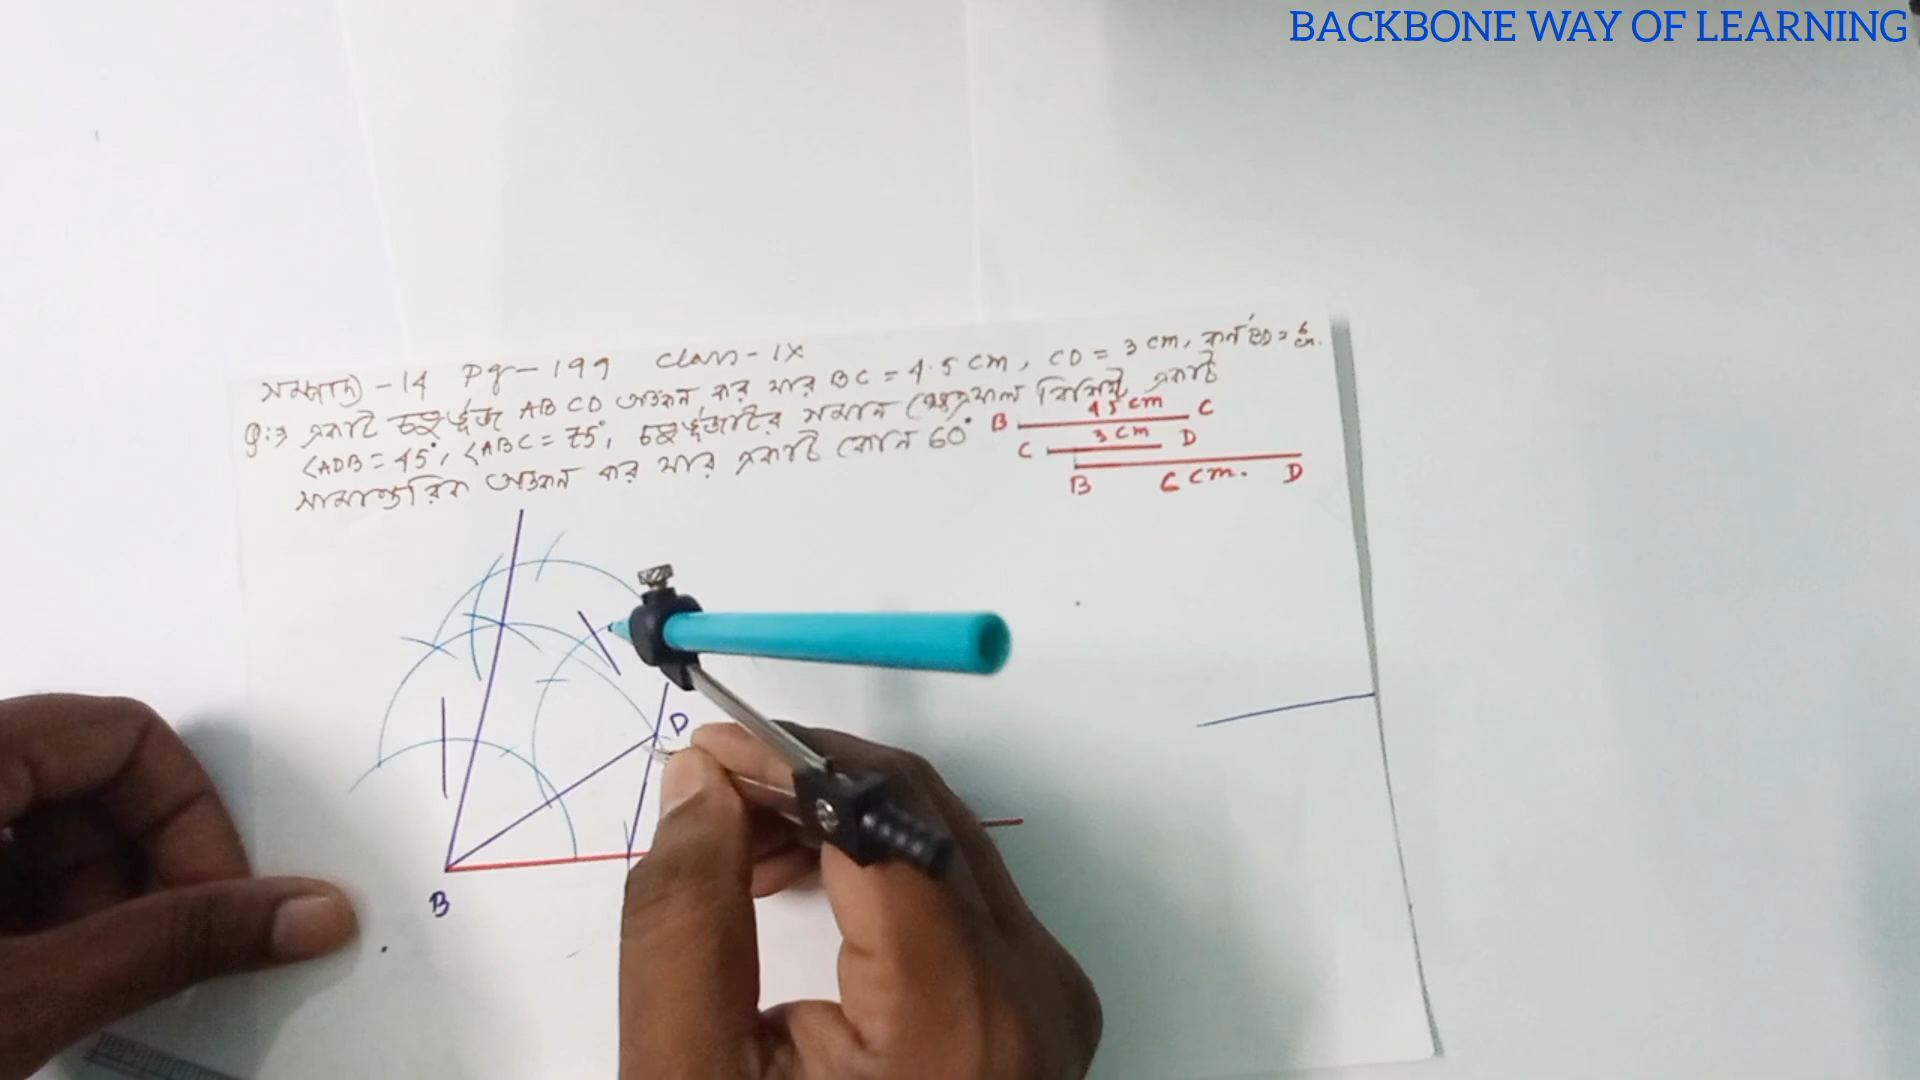 BACKBONE WAY OF LEARNING
সম্পাদ্য - 14 Pg - 199 Class - IX
Q: 3 একটি চতুর্ভুজ ABCD অঙ্কন কর যার BC = 4.5 cm, CD = 3 cm, কর্ন BD = 6 cm.
∠ADB = 45°, ∠ABC = 75°, চতুর্ভুজটির সমান ক্ষেত্রফল বিশিষ্ট একটি
সামান্তরিক অঙ্কন কর যার একটি কোন 60°
B 4.5 cm C
C 3 cm D
B 6 cm. D
D
B